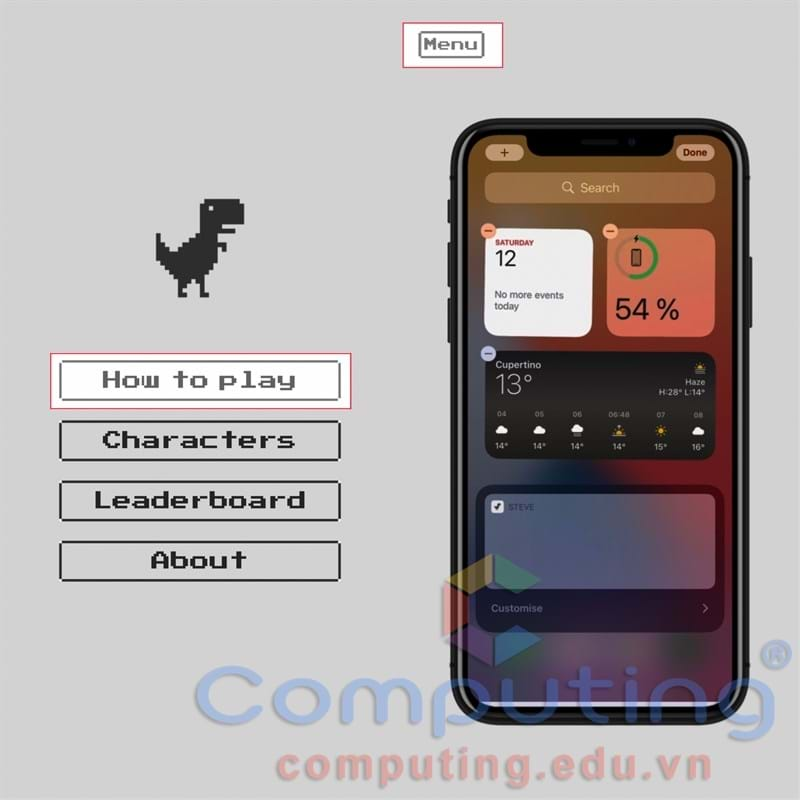 Menu
How to play
Characters
Leaderboard
About
+ Done
Search
SATURDAY
12
No more events
today
54 %
Cupertino
13°
Haze
H:28° L:14°
04 05 06 06:48 07 08
14° 14° 14° 14° 15° 16°
STEVE
Customise
Computing®
computing.edu.vn